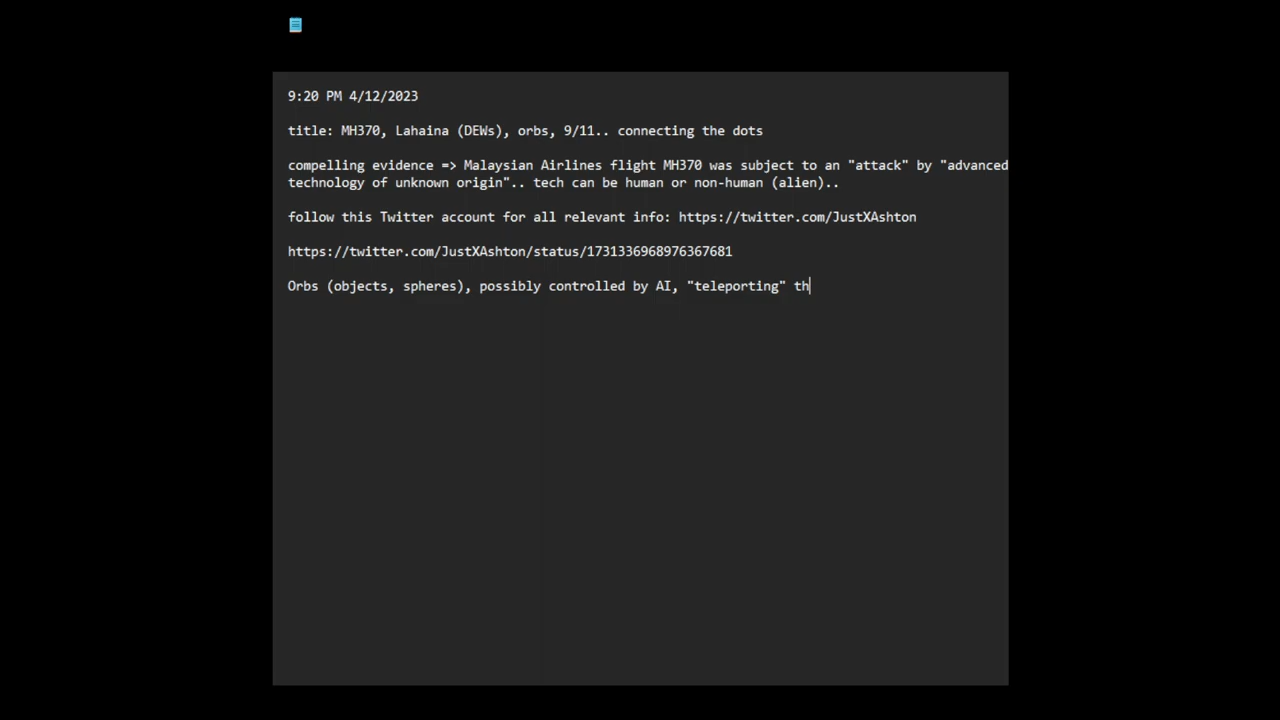 9:20 PM 4/12/2023
title: MH370, Lahaina (DEWs), orbs, 9/11.. connecting the dots
compelling evidence => Malaysian Airlines flight MH370 was subject to an "attack" by "advanced
technology of unknown origin".. tech can be human or non-human (alien)..
follow this Twitter account for all relevant info: https://twitter.com/JustXAshton
https://twitter.com/JustXAshton/status/1731336968976367681
Orbs (objects, spheres), possibly controlled by AI, "teleporting" th